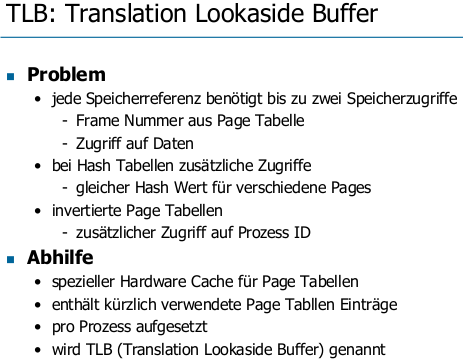 TLB: Translation Lookaside Buffer
Problem
• jede Speicherreferenz benötigt bis zu zwei Speicherzugriffe
- Frame Nummer aus Page Tabelle
- Zugriff auf Daten
• bei Hash Tabellen zusätzliche Zugriffe
- gleicher Hash Wert für verschiedene Pages
• invertierte Page Tabellen
- zusätzlicher Zugriff auf Prozess ID
Abhilfe
• spezieller Hardware Cache für Page Tabellen
• enthält kürzlich verwendete Page Tabllen Einträge
• pro Prozess aufgesetzt
• wird TLB (Translation Lookaside Buffer) genannt